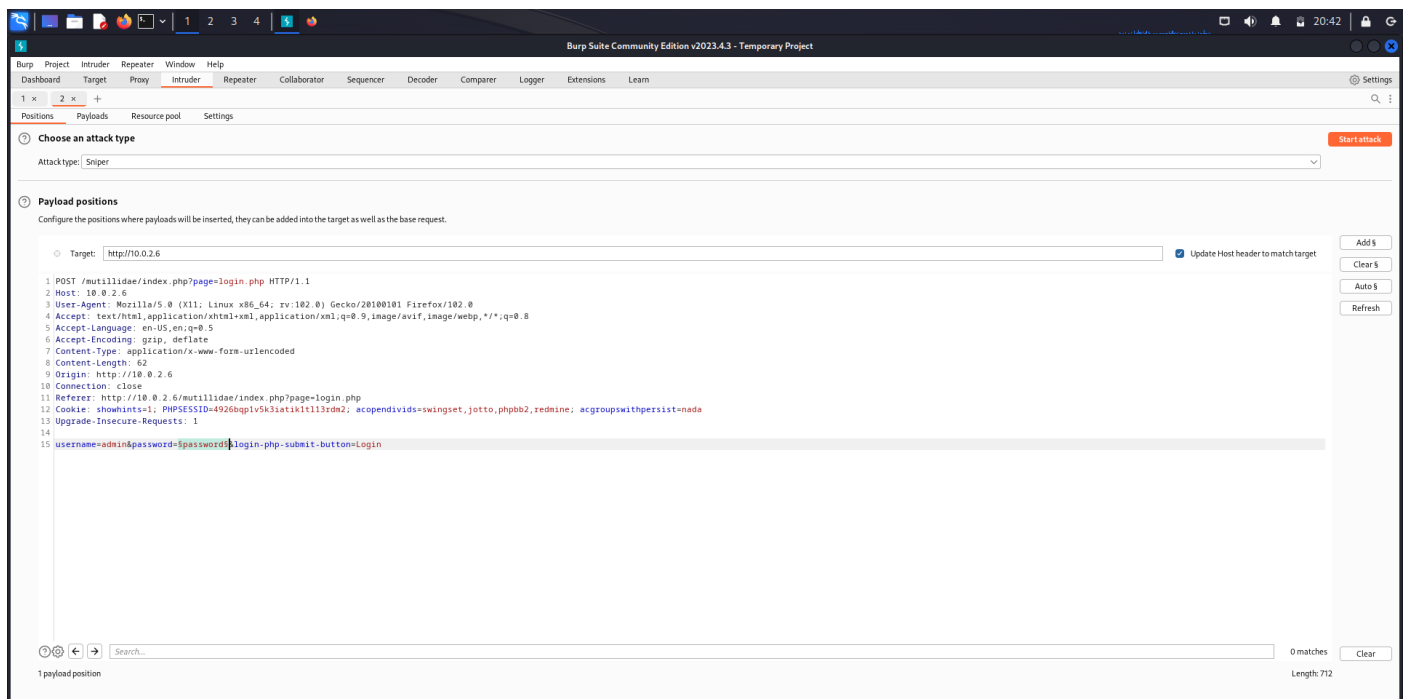 1 2 3 4 20:42
Burp Suite Community Edition v2023.4.3 - Temporary Project
Burp Project Intruder Repeater Window Help
Dashboard Target Proxy Intruder Repeater Collaborator Sequencer Decoder Comparer Logger Extensions Learn Settings
1 × 2 × +
Positions Payloads Resource pool Settings
? Choose an attack type Start attack
Attack type: Sniper
? Payload positions
Configure the positions where payloads will be inserted, they can be added into the target as well as the base request.
Add §
Target: http://10.0.2.6 Update Host header to match target
Clear §
1 POST /mutillidae/index.php?page=login.php HTTP/1.1
Auto §
2 Host: 10.0.2.6
3 User-Agent: Mozilla/5.0 (X11; Linux x86_64; rv:102.0) Gecko/20100101 Firefox/102.0
4 Accept: text/html,application/xhtml+xml,application/xml;q=0.9,image/avif,image/webp,*/*;q=0.8
Refresh
5 Accept-Language: en-US,en;q=0.5
6 Accept-Encoding: gzip, deflate
7 Content-Type: application/x-www-form-urlencoded
8 Content-Length: 62
9 Origin: http://10.0.2.6
10 Connection: close
11 Referer: http://10.0.2.6/mutillidae/index.php?page=login.php
12 Cookie: showhints=1; PHPSESSID=4926bqp1v5k3iatik1tl13rdm2; acopendivids=swingset,jotto,phpbb2,redmine; acgroupswithpersist=nada
13 Upgrade-Insecure-Requests: 1
14
15 username=admin&password=§password§&login-php-submit-button=Login
? Search... 0 matches Clear
1 payload position Length: 712